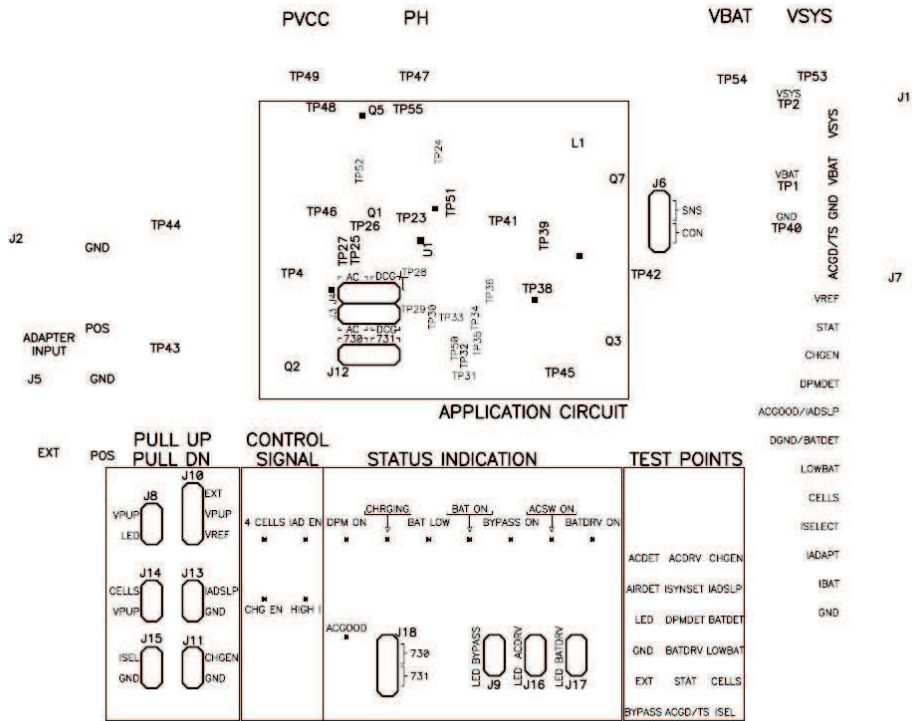 PVCC PH VBAT VSYS
TP49 TP47 TP54 TP53
VSYS
TP48 Q5 TP55 TP2 J1
VSYS
L1
TP24
TP52
Q7 VBAT
TP1 VBAT
J6
TP46 Q1 TP23 TP51 TP41 SNS
GND
TP44 TP26 TP40 GND
J2 GND TP27 TP25 U1 TP39 CON
ACGD/TS
TP4 AC DCG TP28 TP42 J7
J4 TP36 TP38
VREF
J3 TP29 TP30 TP33 TP34
POS AC DCG STAT
ADAPTER
INPUT
TP43 730 731 TP50 TP32 TP35 Q3
CHGEN
J5 GND Q2 J12 TP31 TP45
DPMDET
APPLICATION CIRCUIT ACGOOD/IADSLP
PULL UP
PULL DN
CONTROL
SIGNAL
STATUS INDICATION TEST POINTS
DGND/BATDET
EXT POS
LOWBAT
J8 J10 EXT
CELLS
VPUP VPUP
LED VREF
CHRGING BAT ON ACSW ON
4 CELLS IAD EN DPM ON BAT LOW BYPASS ON BATDRV ON
ISELECT
IADAPT
ACDET ACDRV CHGEN
J14 J13
CELLS IADSLP
VPUP GND
IBAT
AIRDET ISYNSET IADSLP
CHG EN HIGH I
GND
LED DPMDET BATDET
ACGOOD
J15 J11
ISEL CHGEN
GND GND
J18
730
731
LED BYPASS
J9
LED ACDRV
J16
LED BATDRV
J17
GND BATDRV LOWBAT
EXT STAT CELLS
BYPASS ACGD/TS ISEL